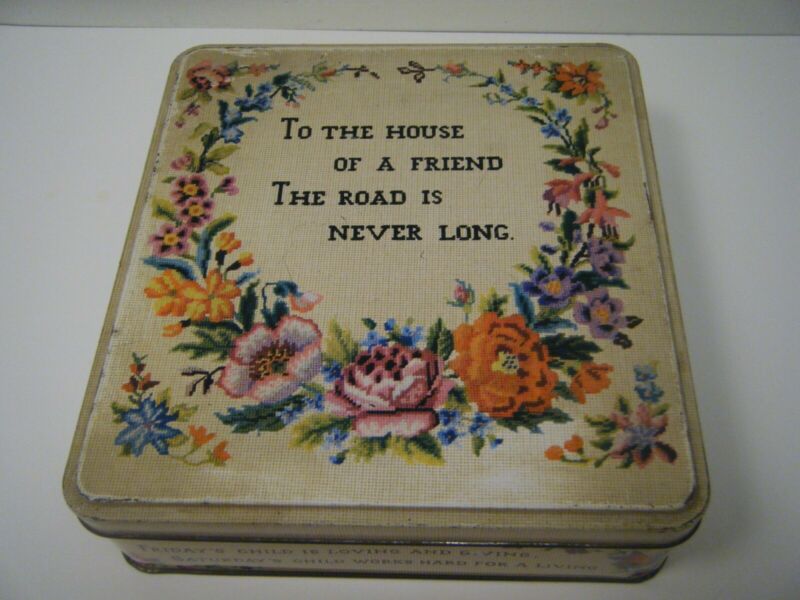 To the house
of a friend
The road is
never long.
Friday's child is loving and giving.
Saturday's child works hard for a living